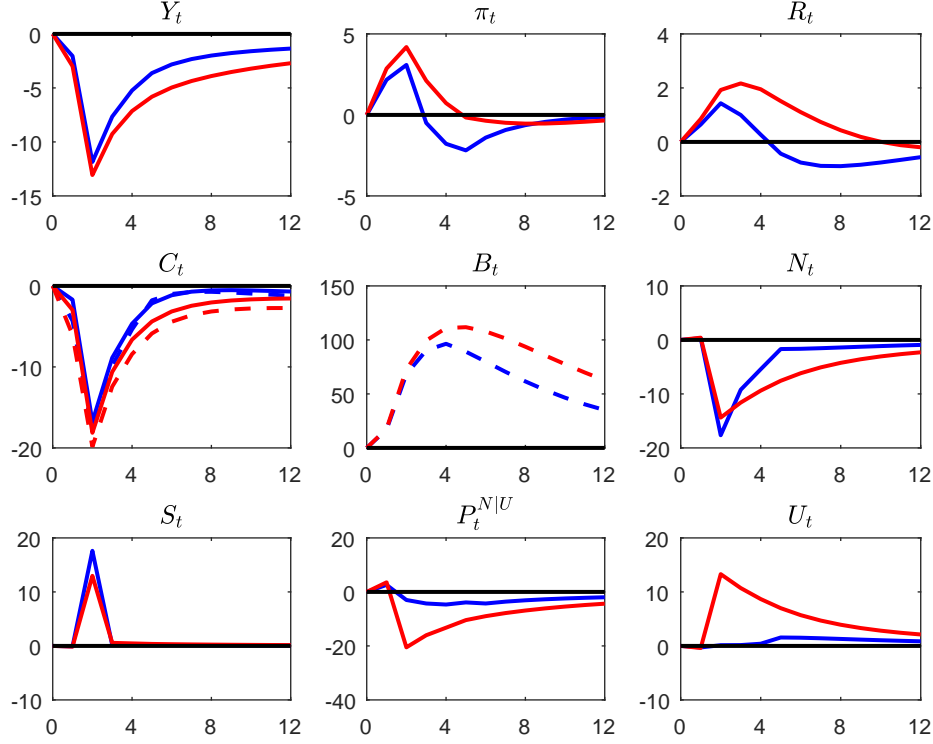 Y_t π_t R_t
0 5 4
-5 0 2
-10 0
-15 -5 -2
0 4 8 12 0 4 8 12 0 4 8 12
C_t B_t N_t
0 150 10
-10 100 0
50 -10
-20 0 -20
0 4 8 12 0 4 8 12 0 4 8 12
S_t P_t^{N|U} U_t
20 20 20
10 0 10
0 -20 0
-10 -40 -10
0 4 8 12 0 4 8 12 0 4 8 12